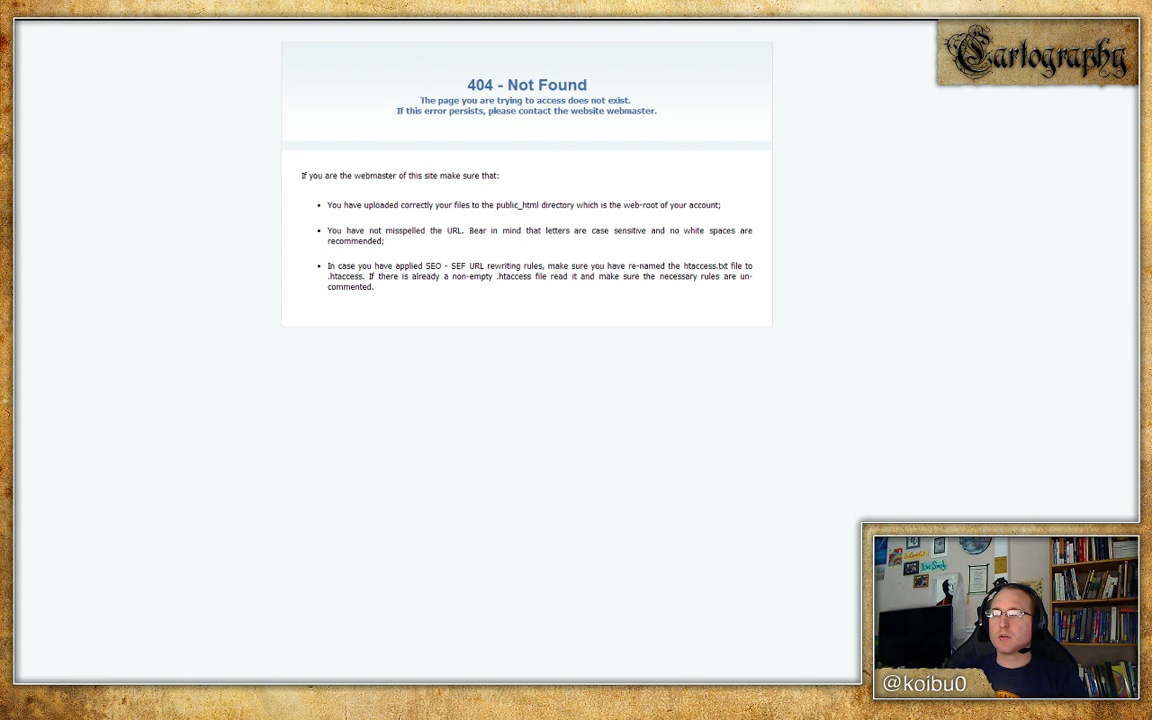 Cartography
404 - Not Found
The page you are trying to access does not exist.
If this error persists, please contact the website webmaster.
If you are the webmaster of this site make sure that:
• You have uploaded correctly your files to the public_html directory which is the web-root of your account;
• You have not misspelled the URL. Bear in mind that letters are case sensitive and no white spaces are
recommended;
• In case you have applied SEO - SEF URL rewriting rules, make sure you have re-named the htaccess.txt file to
.htaccess. If there is already a non-empty .htaccess file read it and make sure the necessary rules are un-
commented.
@koibu0